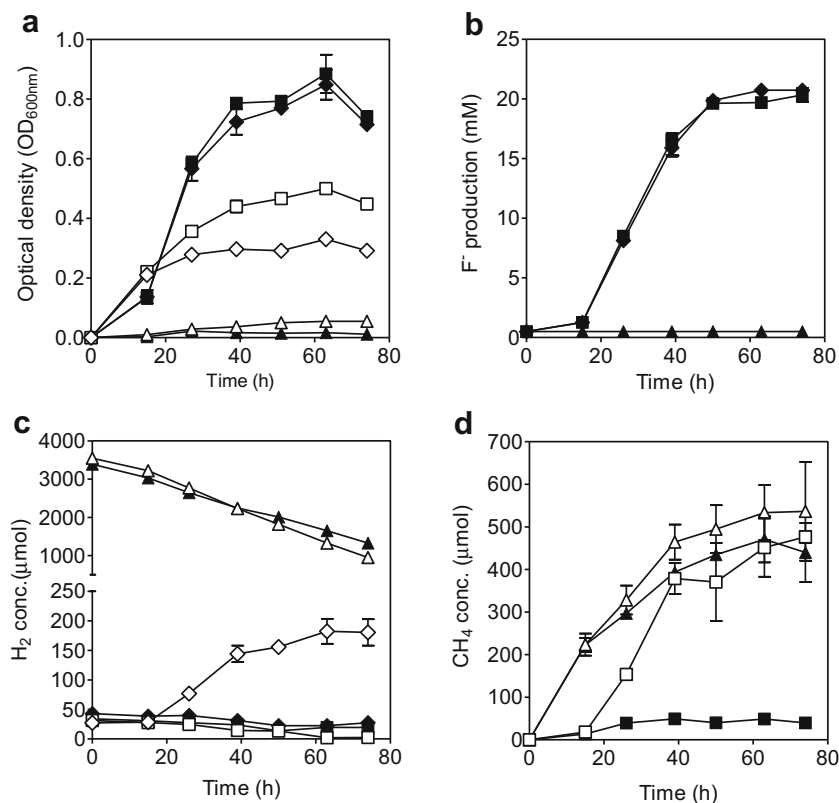 a
1.0
0.8
0.6
0.4
0.2
0.0
Optical density (OD600nm)
0 20 40 60 80
Time (h)
b
25
20
15
10
5
0
F- production (mM)
0 20 40 60 80
Time (h)
c
4000
3000
2000
1000
250
200
150
100
50
0
H2 conc.(µmol)
0 20 40 60 80
Time (h)
d
700
600
500
400
300
200
100
0
CH4 conc. (µmol)
0 20 40 60 80
Time (h)